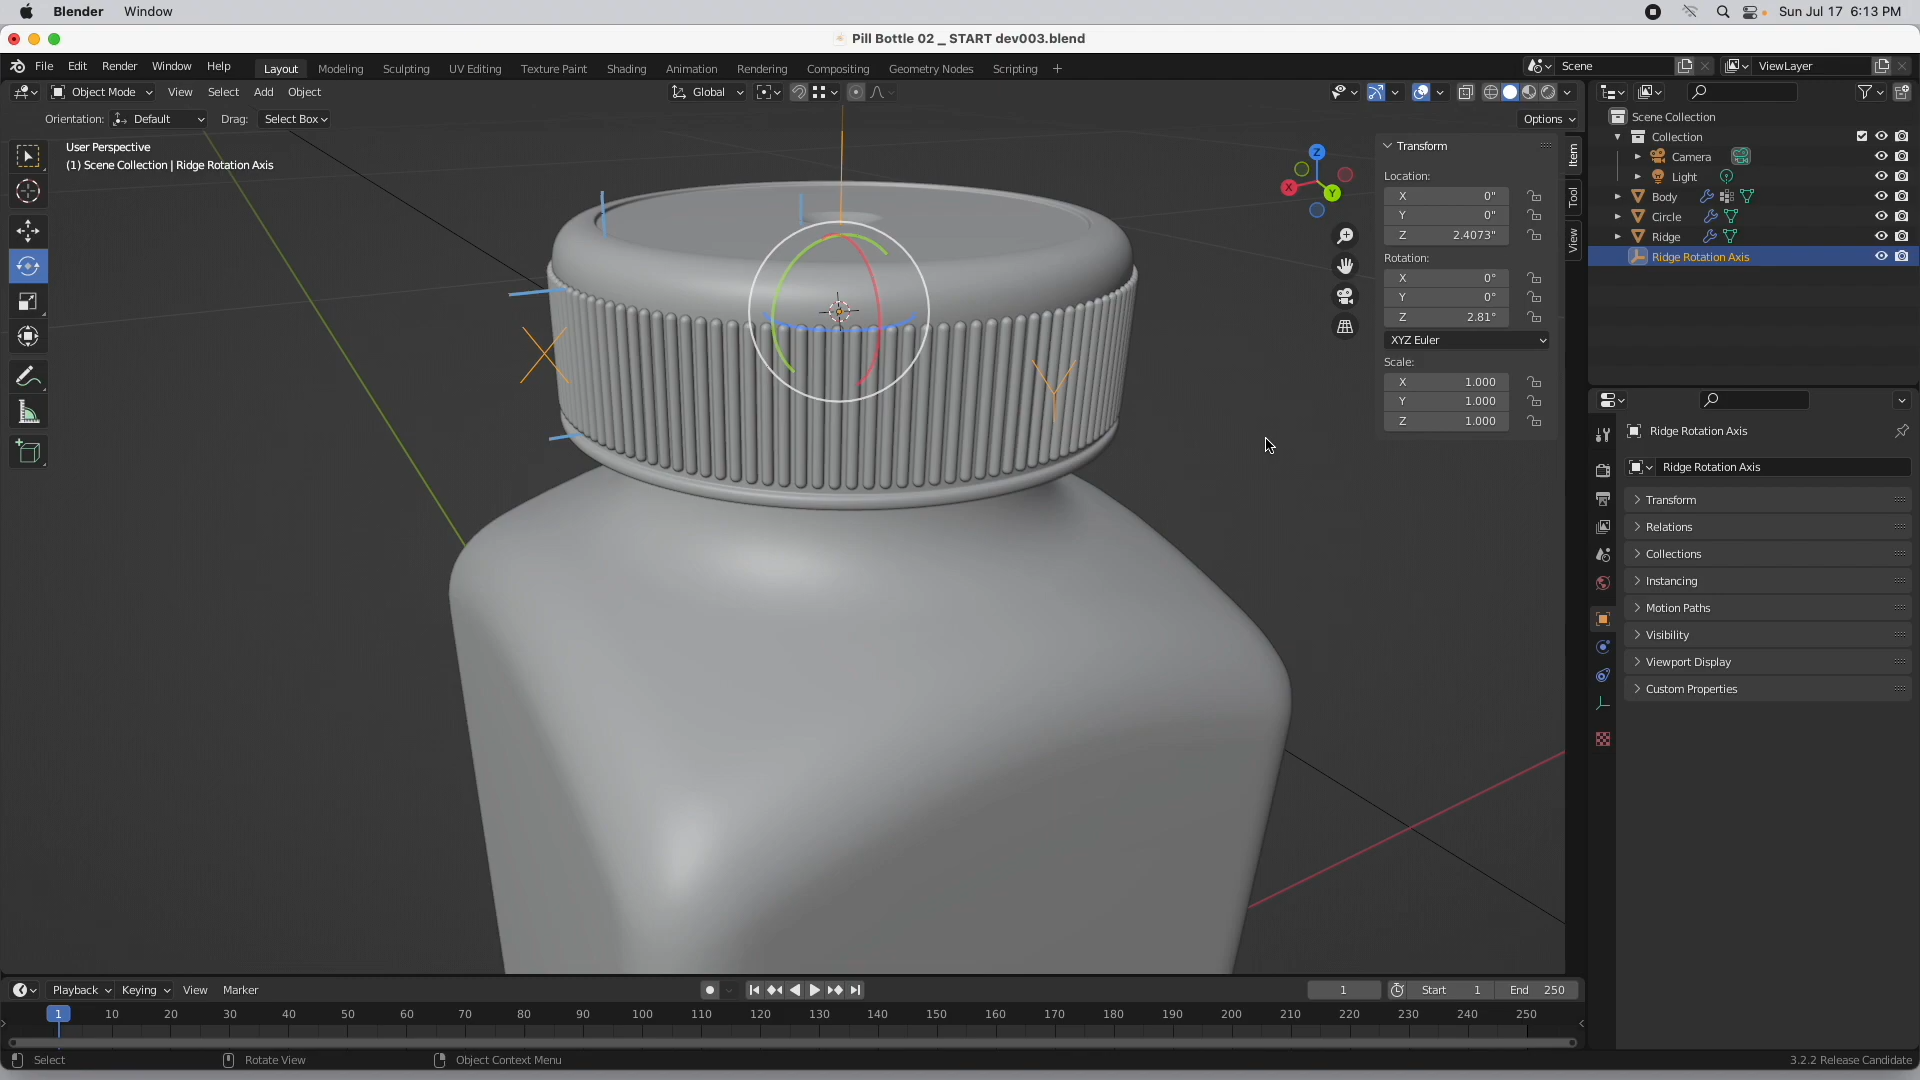 Blender Window Sun Jul 17 6:13 PM
Pill Bottle 02 _ START dev003.blend
File Edit Render Window Help Layout Modeling Sculpting UV Editing Texture Paint Shading Animation Rendering Compositing Geometry Nodes Scripting + Scene ViewLayer
Object Mode View Select Add Object Global
Orientation: Default Drag: Select Box Options
User Perspective
(1) Scene Collection | Ridge Rotation Axis
Z
X
Y
Transform
Location:
X 0"
Y 0"
Z 2.4073"
Rotation:
X 0°
Y 0°
Z 2.81°
XYZ Euler
Scale:
X 1.000
Y 1.000
Z 1.000
Item
Tool
View
X
Y
Scene Collection
Collection
Camera
Light
Body
Circle
Ridge
Ridge Rotation Axis
Ridge Rotation Axis
Ridge Rotation Axis
Transform
Relations
Collections
Instancing
Motion Paths
Visibility
Viewport Display
Custom Properties
Playback Keying View Marker 1 Start 1 End 250
1 10 20 30 40 50 60 70 80 90 100 110 120 130 140 150 160 170 180 190 200 210 220 230 240 250
Select Rotate View Object Context Menu 3.2.2 Release Candidate